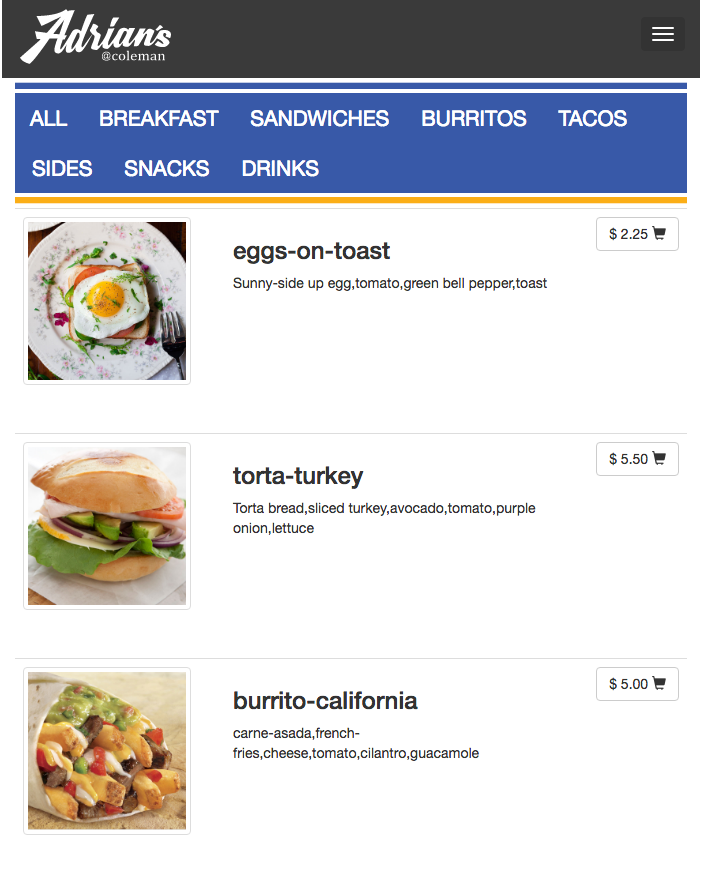 Adrian's
@coleman
ALL BREAKFAST SANDWICHES BURRITOS TACOS
SIDES SNACKS DRINKS
eggs-on-toast
$ 2.25
Sunny-side up egg,tomato,green bell pepper,toast
torta-turkey
$ 5.50
Torta bread,sliced turkey,avocado,tomato,purple
onion,lettuce
burrito-california
$ 5.00
carne-asada,french-
fries,cheese,tomato,cilantro,guacamole